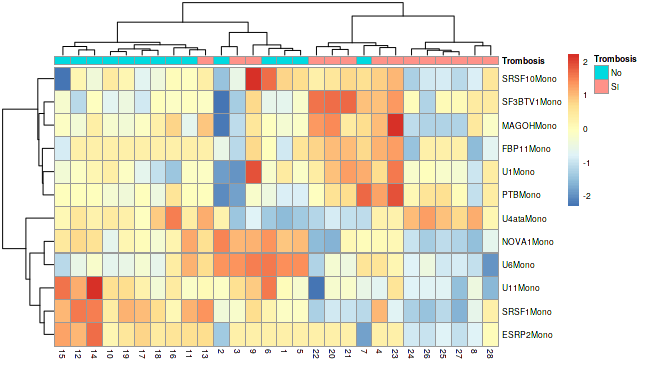 Trombosis
SRSF10Mono
SF3BTV1Mono
MAGOHMono
FBP11Mono
U1Mono
PTBMono
U4ataMono
NOVA1Mono
U6Mono
U11Mono
SRSF1Mono
ESRP2Mono
15 12 14 10 19 17 18 16 11 13 2 3 9 6 1 5 22 20 21 7 4 23 24 26 25 27 8 28
2
1
0
-1
-2
Trombosis
No
SI